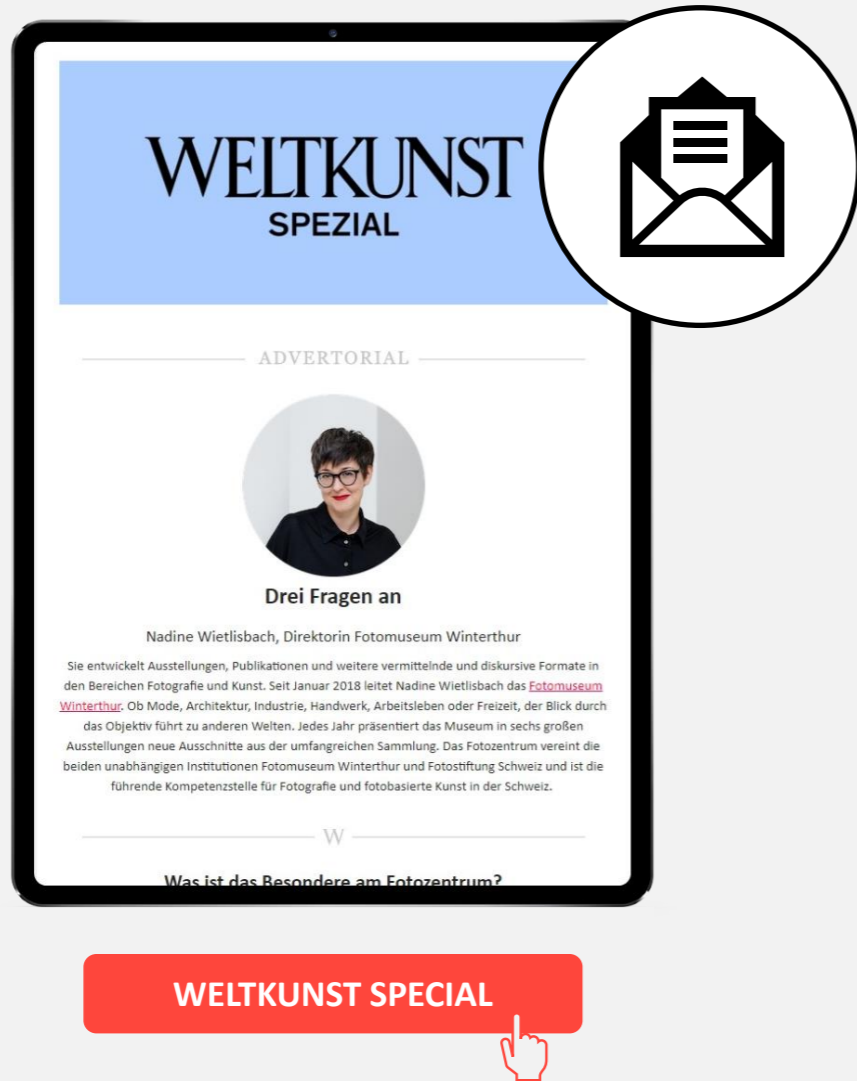 WELTKUNST
SPEZIAL
ADVERTORIAL
Drei Fragen an
Nadine Wietlisbach, Direktorin Fotomuseum Winterthur
Sie entwickelt Ausstellungen, Publikationen und weitere vermittelnde und diskursive Formate in
den Bereichen Fotografie und Kunst. Seit Januar 2018 leitet Nadine Wietlisbach das Fotomuseum
Winterthur. Ob Mode, Architektur, Industrie, Handwerk, Arbeitsleben oder Freizeit, der Blick durch
das Objektiv führt zu anderen Welten. Jedes Jahr präsentiert das Museum in sechs großen
Ausstellungen neue Ausschnitte aus der umfangreichen Sammlung. Das Fotozentrum vereint die
beiden unabhängigen Institutionen Fotomuseum Winterthur und Fotostiftung Schweiz und ist die
führende Kompetenzstelle für Fotografie und fotobasierte Kunst in der Schweiz.
W
Was ist das Besondere am Fotozentrum?
WELTKUNST SPECIAL